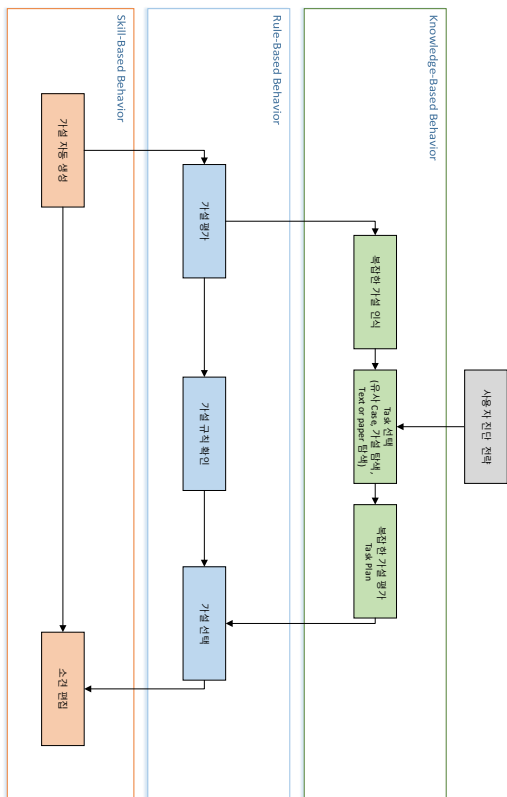 사용자 진단 전략
Knowledge-Based Behavior
복잡한 가설 인식
Task 선택
(유사 Case, 가설 탐색,
Text or paper 탐색)
복잡 한 가설 평가
Task Plan
Rule-Based Behavior
가설 평가
가설 규칙 확인
가설 선택
Skill-Based Behavior
가설 자동 생성
소견 편집